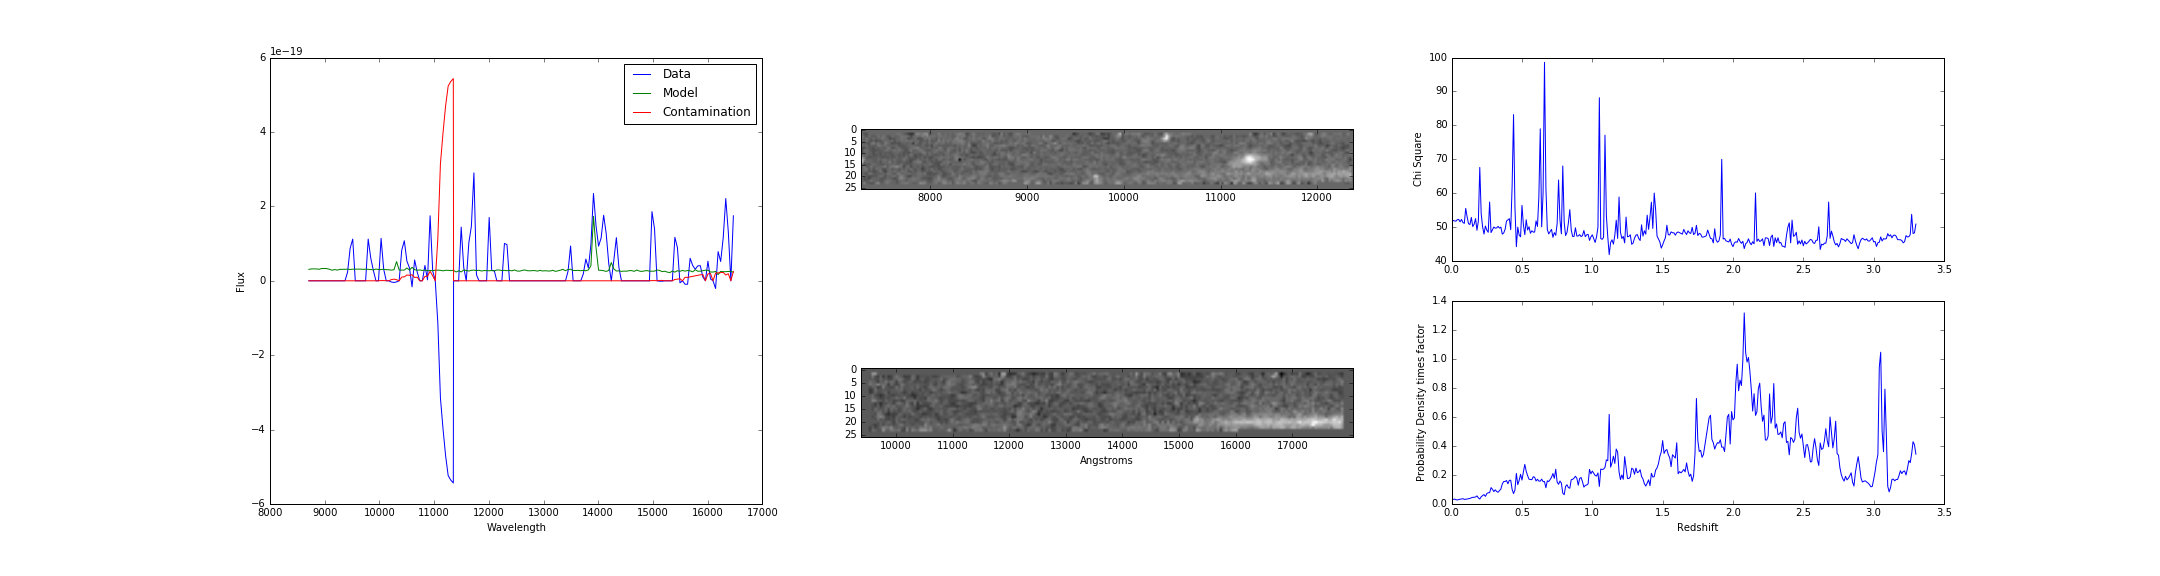 1e−19
6
4
2
0
−2
−4
−6
Flux
8000 9000 10000 11000 12000 13000 14000 15000 16000 17000
Wavelength
Data
Model
Contamination
0
5
10
15
20
25
8000 9000 10000 11000 12000
0
5
10
15
20
25
10000 11000 12000 13000 14000 15000 16000 17000
Angstroms
100
90
80
70
60
50
40
Chi Square
0.0 0.5 1.0 1.5 2.0 2.5 3.0 3.5
1.4
1.2
1.0
0.8
0.6
0.4
0.2
0.0
Probability Density times factor
0.0 0.5 1.0 1.5 2.0 2.5 3.0 3.5
Redshift